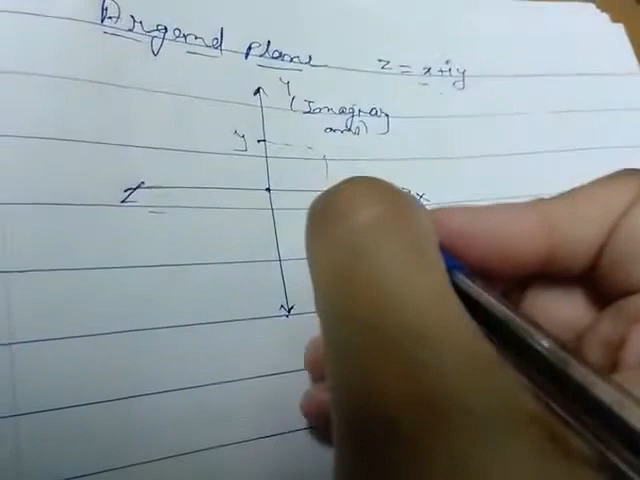 Argand Plane
z = x+iy
Y
(Imaginary
axis)
y
x